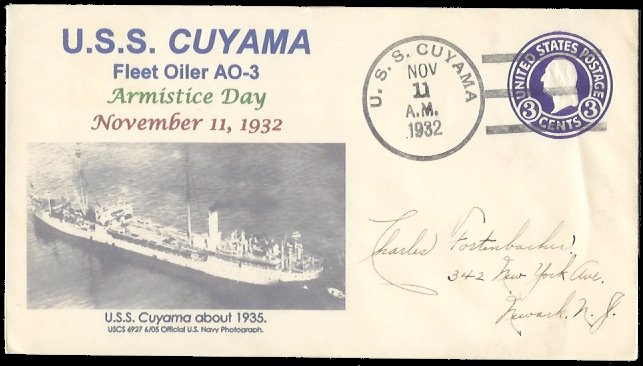 U.S.S. CUYAMA
Fleet Oiler AO-3
Armistice Day
November 11, 1932
U.S.S. Cuyama about 1935.
USCS 6927 6/05 Official U.S. Navy Photograph.
U. S. S. CUYAMA
NOV
11
A.M.
1932
UNITED STATES POSTAGE
3 CENTS 3
Charles Fortenbacher,
342 New York Ave.
Newark, N. J.